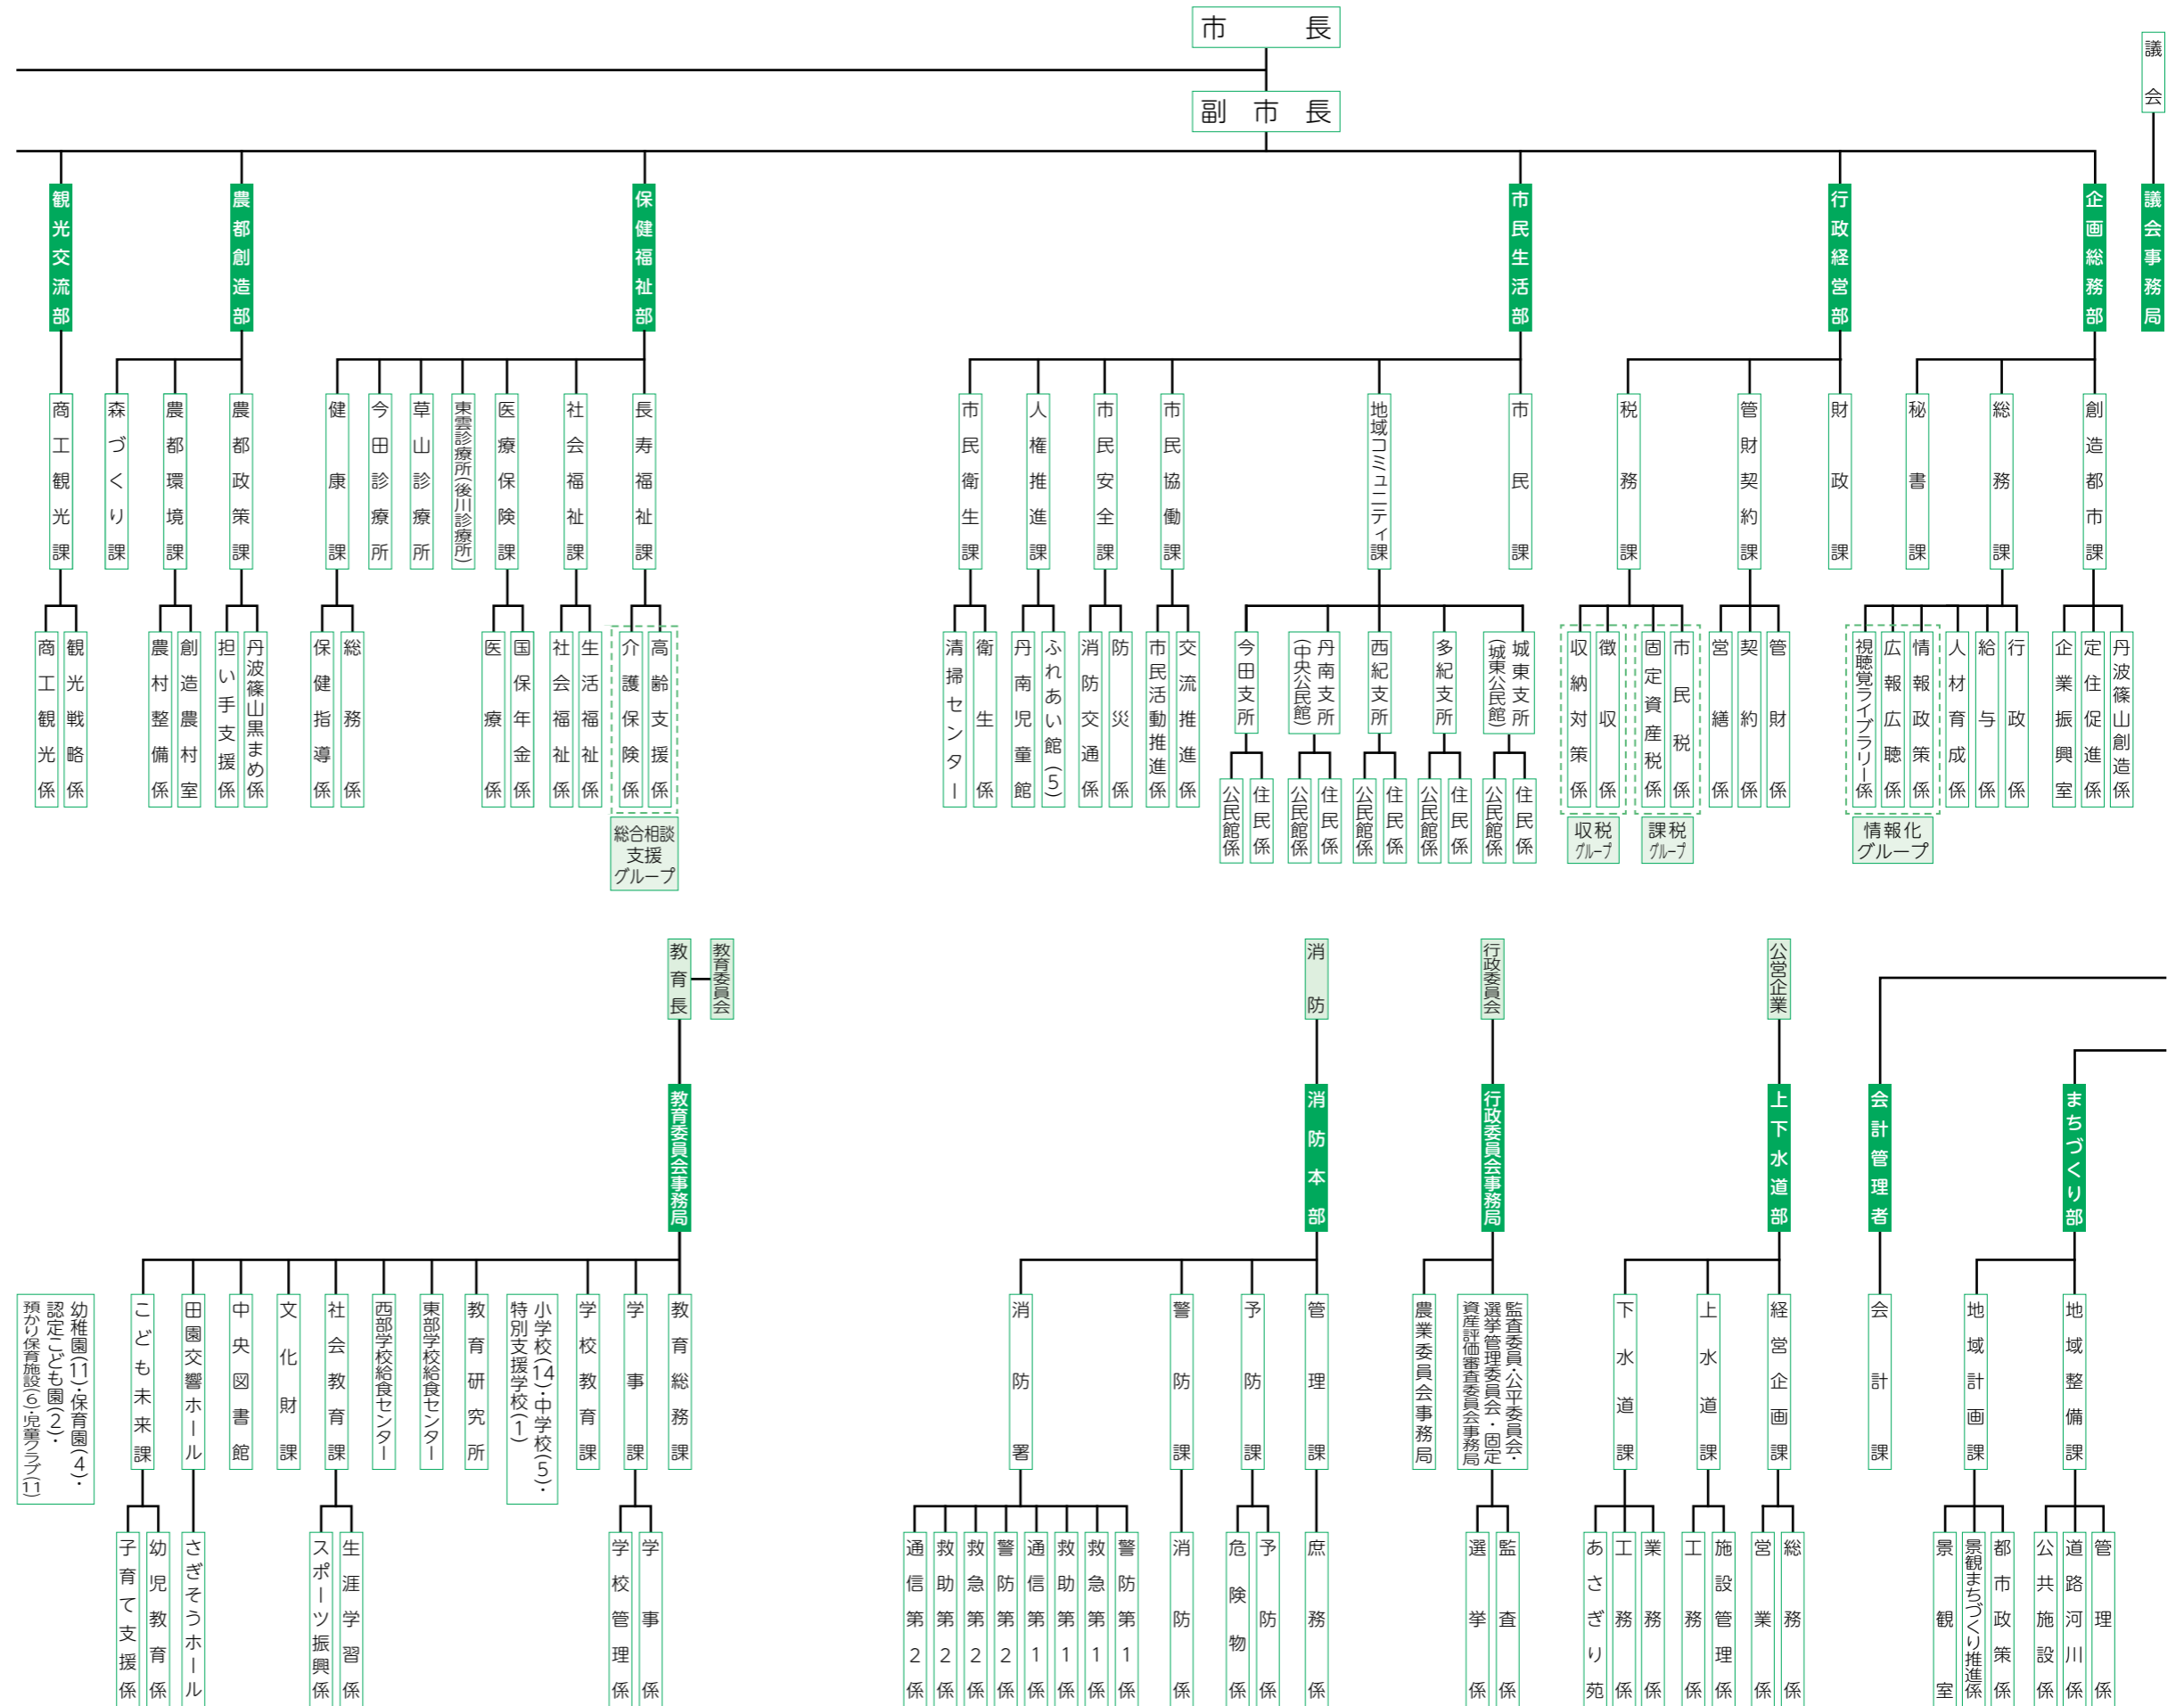 市長
副市長
議会
議会事務局
企画総務部
創造都市課
丹波篠山創造係
定住促進係
企業振興室
総務課
行政係
給与係
人材育成係
情報政策係
広報広聴係
視聴覚ライブラリー係
情報化
グループ
秘書課
行政経営部
財政課
管財契約課
管財係
契約係
営繕係
税務課
市民税係
固定資産税係
課税
グループ
徴収係
収納対策係
収税
グループ
市民生活部
市民課
地域コミュニティ課
城東支所
(城東公民館)
住民係
公民館係
多紀支所
住民係
公民館係
西紀支所
住民係
公民館係
丹南支所
(中央公民館)
住民係
公民館係
今田支所
住民係
公民館係
市民協働課
交流推進係
市民活動推進係
市民安全課
防災係
消防交通係
人権推進課
ふれあい館(5)
丹南児童館
市民衛生課
衛生係
清掃センター
保健福祉部
長寿福祉課
高齢支援係
介護保険係
総合相談
支援
グループ
社会福祉課
生活福祉係
社会福祉係
医療保険課
国保年金係
医療係
東雲診療所(後川診療所)
草山診療所
今田診療所
健康課
総務係
保健指導係
農都創造部
農都政策課
丹波篠山黒まめ係
担い手支援係
農都環境課
創造農村室
農村整備係
森づくり課
観光交流部
商工観光課
観光戦略係
商工観光係
まちづくり部
地域整備課
管理係
道路河川係
公共施設係
地域計画課
都市政策係
景観まちづくり推進係
景観室
会計管理者
会計課
公営企業
上下水道部
経営企画課
総務係
営業係
上水道課
施設管理係
工務係
下水道課
業務係
工務係
あさぎり苑
行政委員会
行政委員会事務局
監査委員・公平委員会・
選挙管理委員会・固定
資産評価審査委員会事務局
監査係
選挙係
農業委員会事務局
消防
消防本部
管理課
庶務係
予防課
予防係
危険物係
警防課
消防係
消防署
警防第1係
救急第1係
救助第1係
通信第1係
警防第2係
救急第2係
救助第2係
通信第2係
教育委員会
教育長
教育委員会事務局
教育総務課
学事課
学事係
学校管理係
学校教育課
小学校(14)・中学校(5)・
特別支援学校(1)
教育研究所
東部学校給食センター
西部学校給食センター
社会教育課
生涯学習係
スポーツ振興係
文化財課
中央図書館
田園交響ホール
さぎそうホール
こども未来課
幼児教育係
子育て支援係
幼稚園(11)・保育園(4)・
認定こども園(2)・
預かり保育施設(6)・児童クラブ(11)